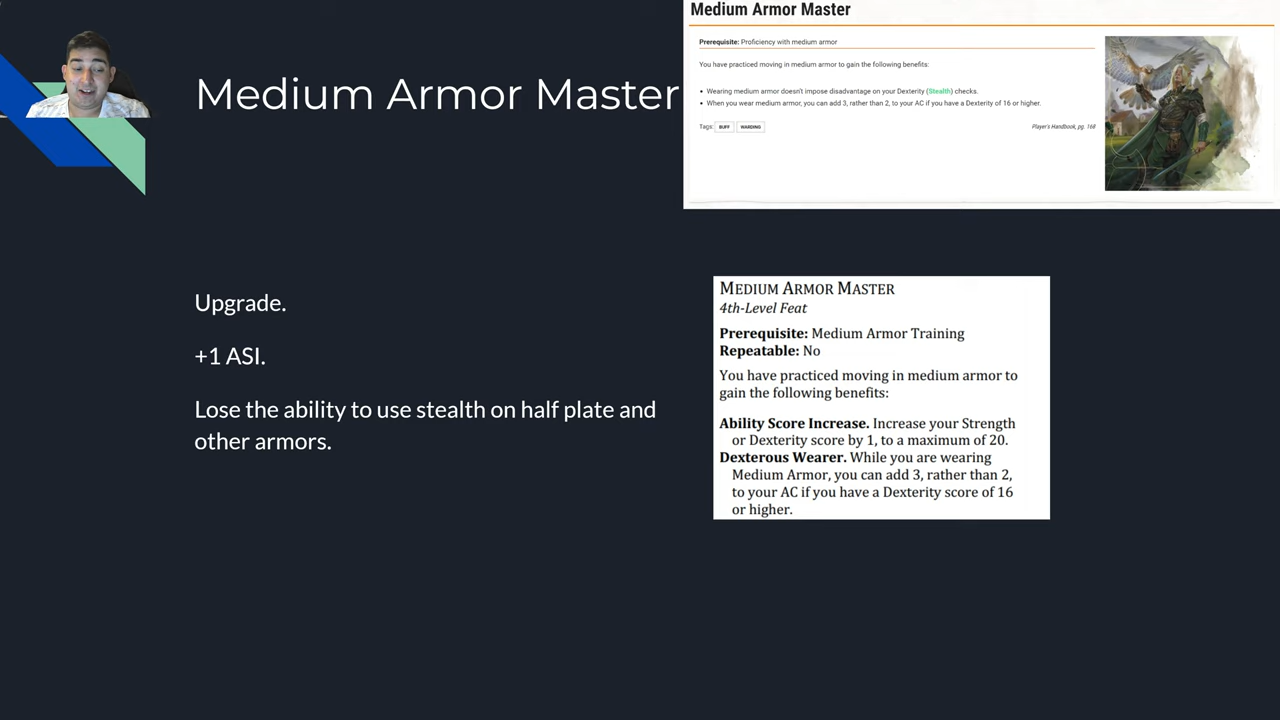 Medium Armor Master
Prerequisite: Proficiency with medium armor
You have practiced moving in medium armor to gain the following benefits:
• Wearing medium armor doesn't impose disadvantage on your Dexterity (Stealth) checks.
• When you wear medium armor, you can add 3, rather than 2, to your AC if you have a Dexterity of 16 or higher.
Tags: BUFF WARDING
Player's Handbook, pg. 168
Medium Armor Master
Upgrade.
+1 ASI.
Lose the ability to use stealth on half plate and
other armors.
MEDIUM ARMOR MASTER
4th-Level Feat
Prerequisite: Medium Armor Training
Repeatable: No
You have practiced moving in medium armor to
gain the following benefits:
Ability Score Increase. Increase your Strength
or Dexterity score by 1, to a maximum of 20.
Dexterous Wearer. While you are wearing
Medium Armor, you can add 3, rather than 2,
to your AC if you have a Dexterity score of 16
or higher.